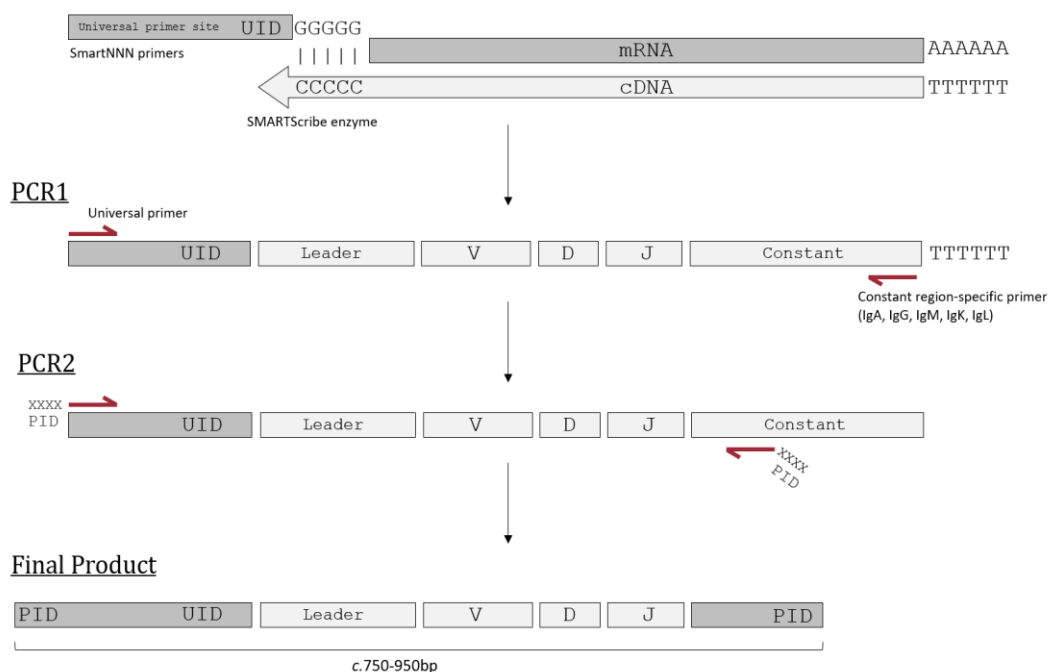 Universal primer site UID GGGGG
SmartNNN primers
mRNA AAAAAA
CCCCC cDNA TTTTTT
SMARTScribe enzyme
PCR1
Universal primer
UID Leader V D J Constant TTTTTT
Constant region-specific primer
(IgA, IgG, IgM, IgK, IgL)
PCR2
XXXX
PID
UID Leader V D J Constant
XXXX
PID
Final Product
PID UID Leader V D J PID
c.750-950bp